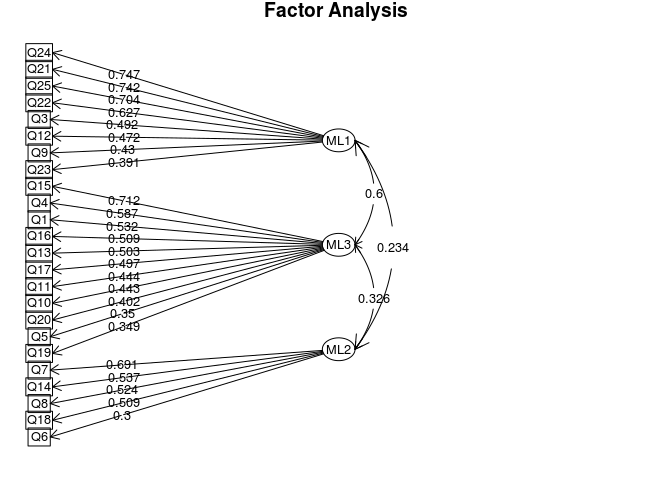 Factor Analysis
Q24
Q21
Q25
Q22
Q3
Q12
Q9
Q23
Q15
Q4
Q1
Q16
Q13
Q17
Q11
Q10
Q20
Q5
Q19
Q7
Q14
Q8
Q18
Q6
0.747
0.742
0.704
0.627
0.492
0.472
0.43
0.391
0.712
0.587
0.532
0.509
0.503
0.497
0.444
0.443
0.402
0.35
0.349
0.691
0.537
0.524
0.509
0.3
ML1
ML3
ML2
0.6
0.234
0.326